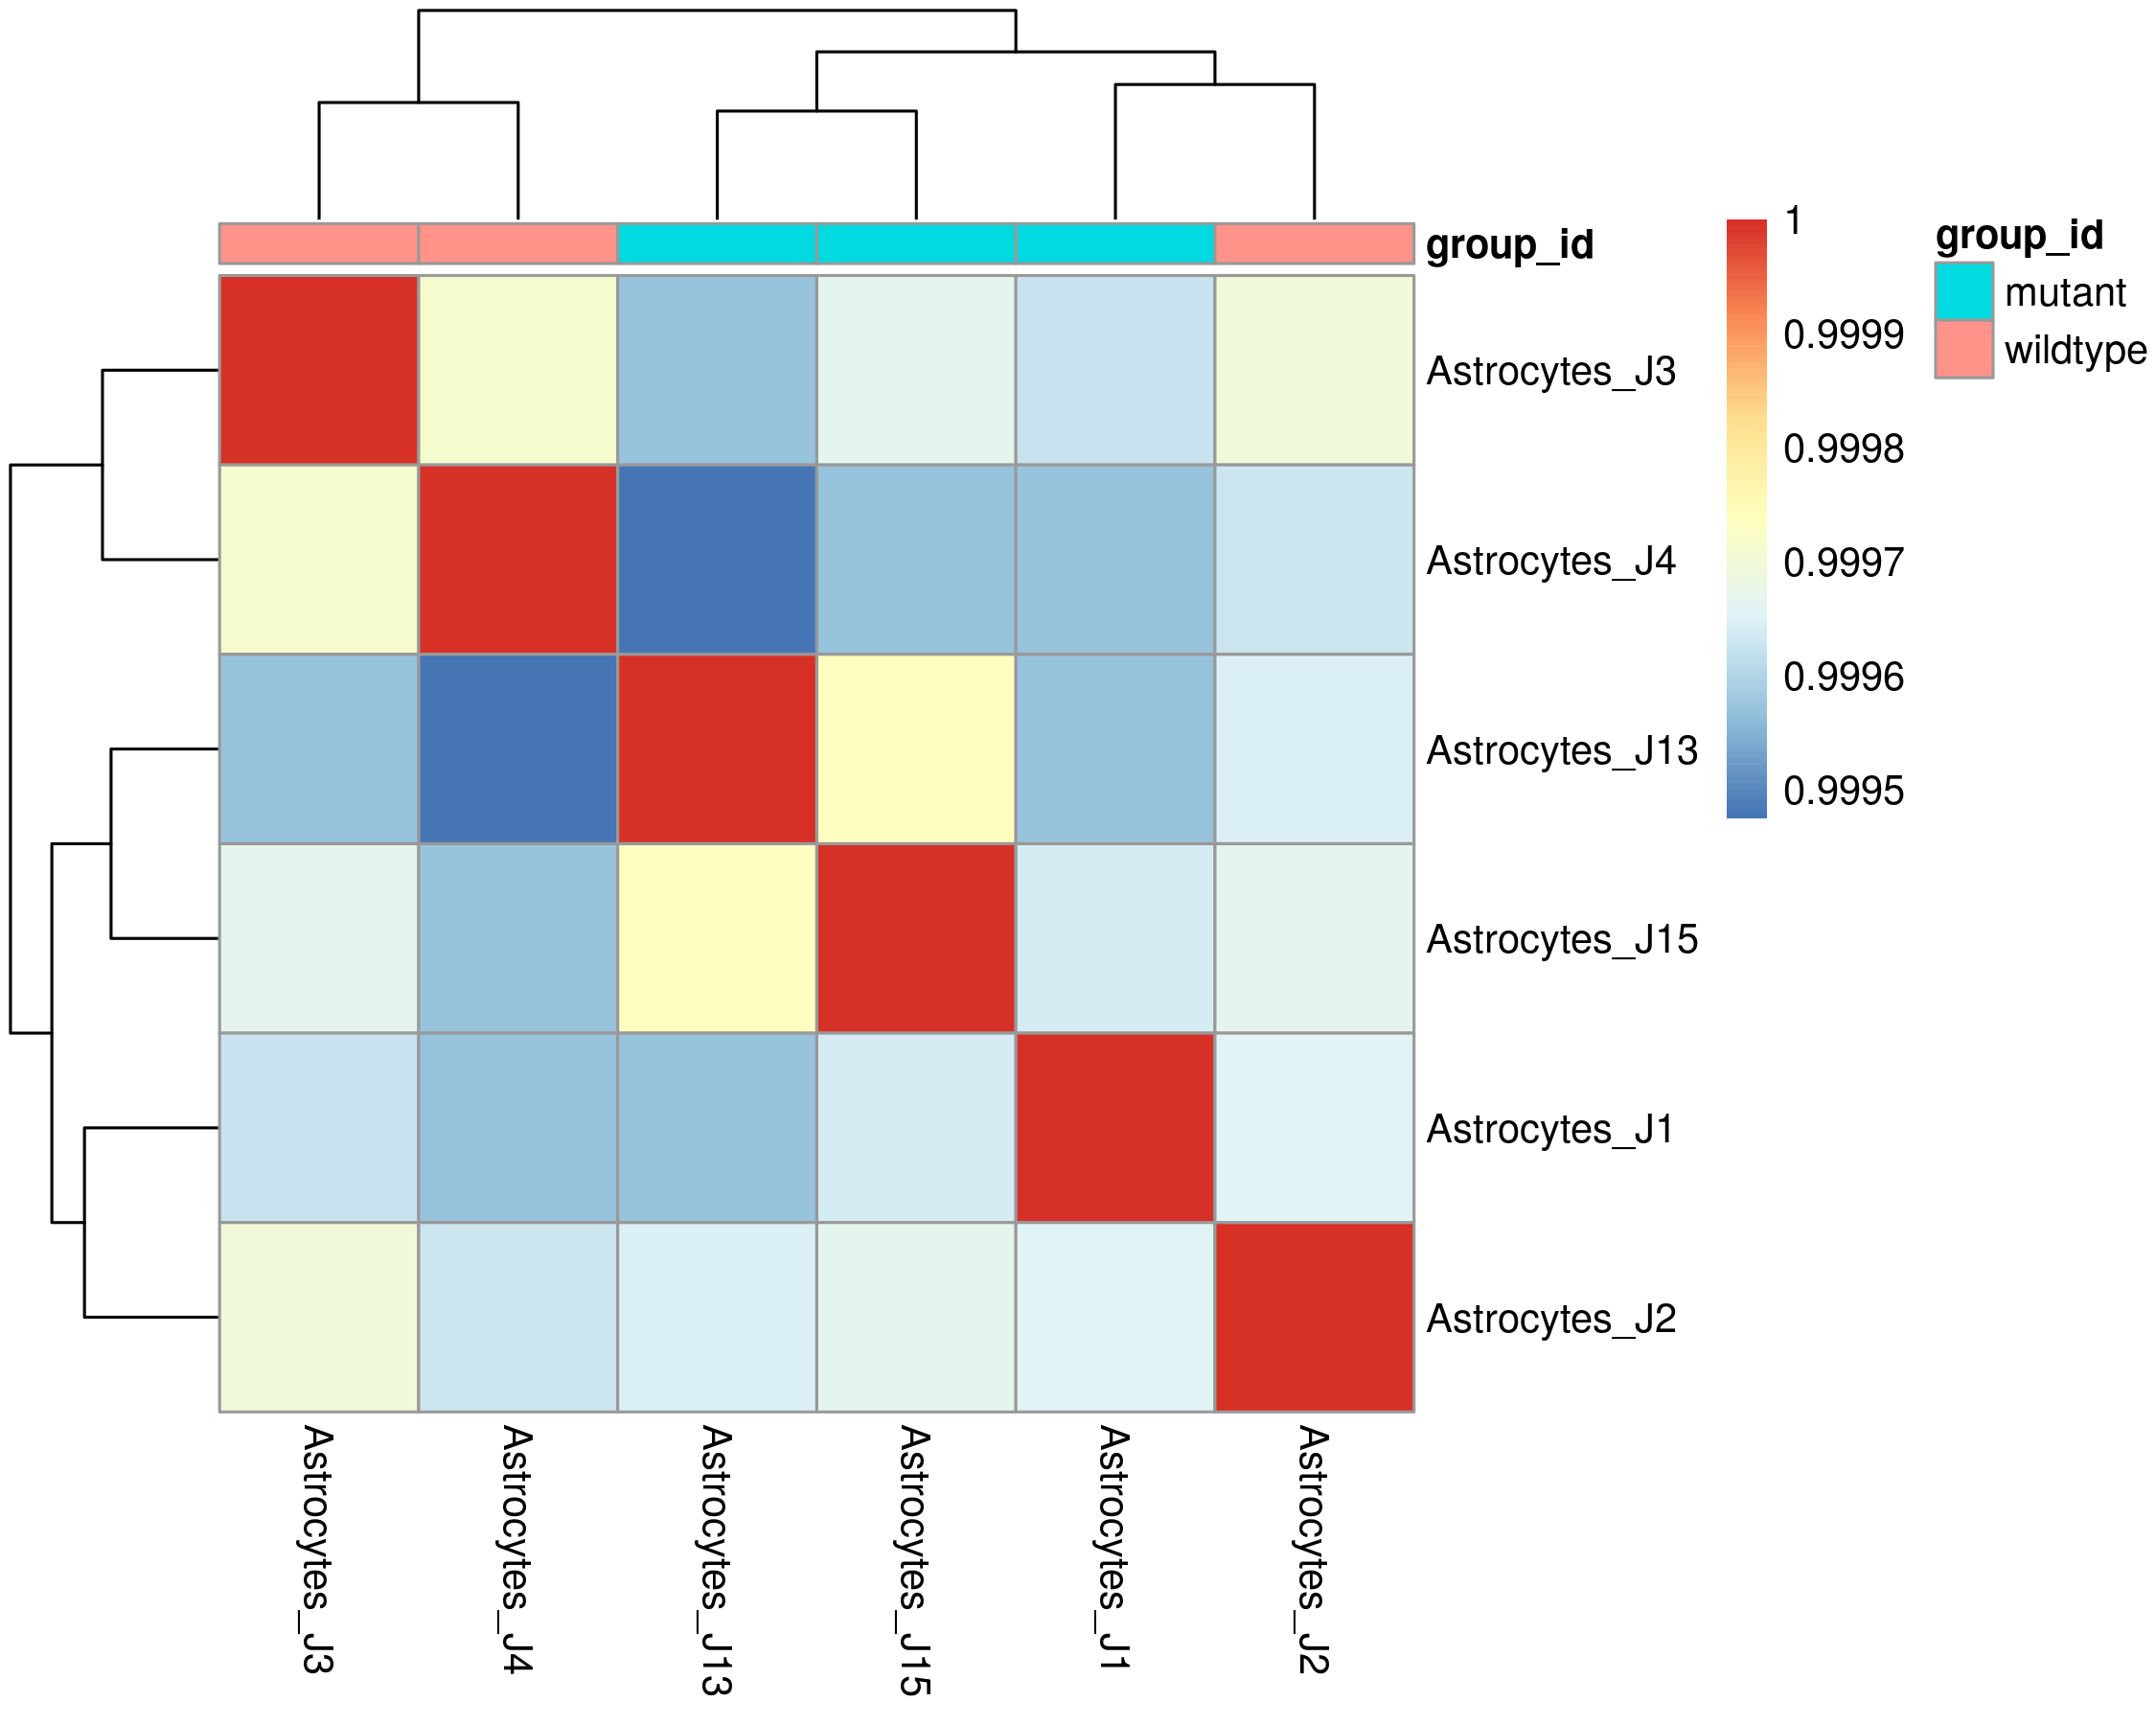 group_id
Astrocytes_J3
Astrocytes_J4
Astrocytes_J13
Astrocytes_J15
Astrocytes_J1
Astrocytes_J2
1
0.9999
0.9998
0.9997
0.9996
0.9995
group_id
mutant
wildtype
Astrocytes_J3
Astrocytes_J4
Astrocytes_J13
Astrocytes_J15
Astrocytes_J1
Astrocytes_J2